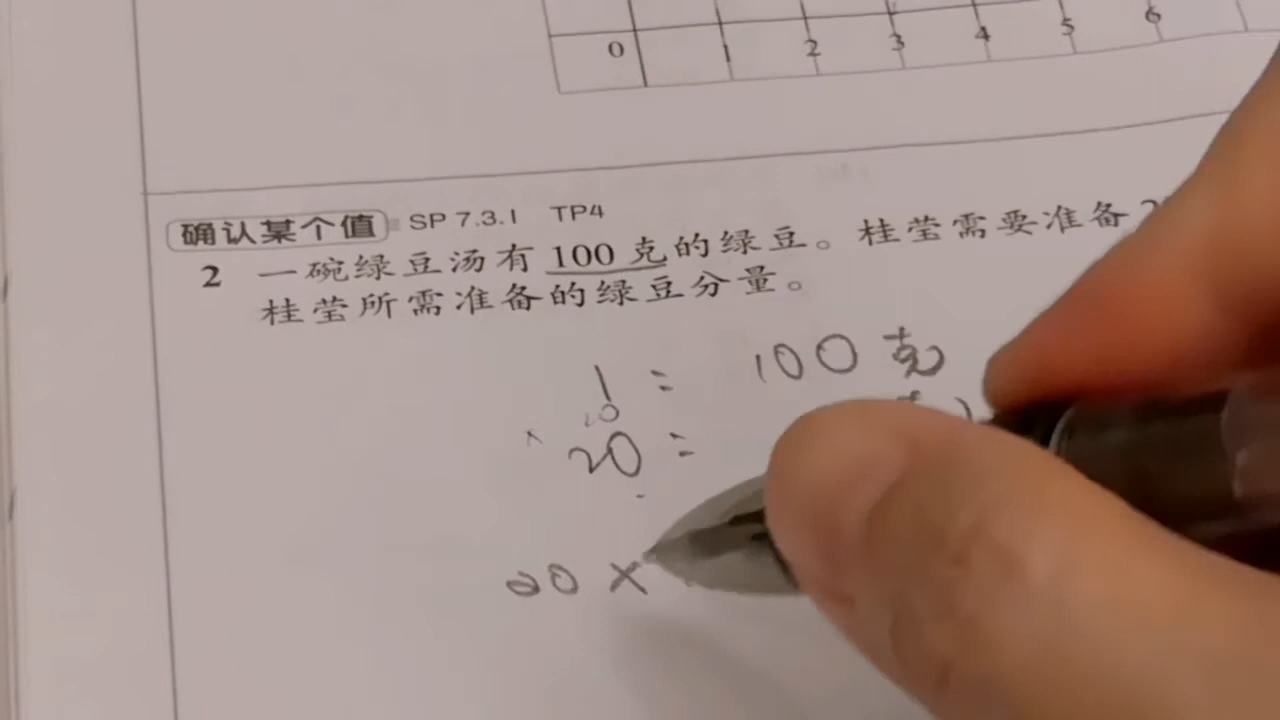 0 1 2 3 4 5 6
确认某个值 SP 7.3.1 TP4
2 一碗绿豆汤有 100 克的绿豆。桂莹需要准备
桂莹所需准备的绿豆分量。
1 = 100 克
× 20
20 =
20 ×